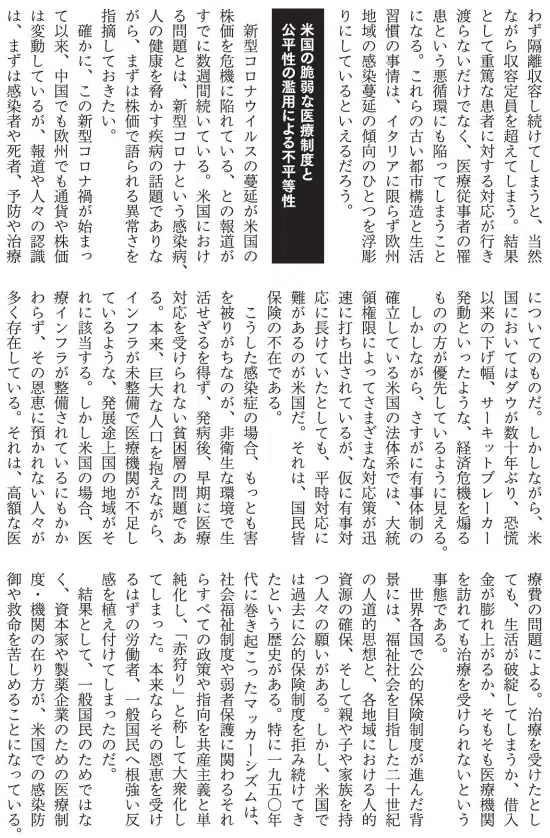 わず隔離収容し続けてしまうと、当然
ながら収容定員を超えてしまう。結果
として重篤な患者に対する対応が行き
渡らないだけでなく、医療従事者の罹
患という悪循環にも陥ってしまうこと
になる。これらの古い都市構造と生活
習慣の事情は、イタリアに限らず欧州
地域の感染蔓延の傾向のひとつを浮彫
りにしているといえるだろう。
米国の脆弱な医療制度と
公平性の濫用による不平等性
新型コロナウイルスの蔓延が米国の
株価を危機に陥れている、との報道が
すでに数週間続いている。米国におけ
る問題とは、新型コロナという感染病、
人の健康を脅かす疾病の話題でありな
がら、まずは株価で語られる異常さを
指摘しておきたい。
確かに、この新型コロナ禍が始まっ
て以来、中国でも欧州でも通貨や株価
は変動しているが、報道や人々の認識
は、まずは感染者や死者、予防や治療
についてのものだ。しかしながら、米
国においてはダウが数十年ぶり、恐慌
以来の下げ幅、サーキットブレーカー
発動といったような、経済危機を煽る
ものの方が優先しているように見える。
しかしながら、さすがに有事体制の
確立している米国の法体系では、大統
領権限によってさまざまな対応策が迅
速に打ち出されているが、仮に有事対
応に長けていたとしても、平時対応に
難があるのが米国だ。それは、国民皆
保険の不在である。
こうした感染症の場合、もっとも害
を被りがちなのが、非衛生な環境で生
活せざるを得ず、発病後、早期に医療
対応を受けられない貧困層の問題であ
る。本来、巨大な人口を抱えながら、
インフラが未整備で医療機関が不足し
ているような、発展途上国の地域がそ
れに該当する。しかし米国の場合、医
療インフラが整備されているにもかか
わらず、その恩恵に預かれない人々が
多く存在している。それは、高額な医
療費の問題による。治療を受けたとし
ても、生活が破綻してしまうか、借入
金が膨れ上がるか、そもそも医療機関
を訪れても治療を受けられないという
事態である。
世界各国で公的保険制度が進んだ背
景には、福祉社会を目指した二十世紀
の人道的思想と、各地域における人的
資源の確保、そして親や子や家族を持
つ人々の願いがある。しかし、米国で
は過去に公的保険制度を拒み続けてき
たという歴史がある。特に一九五〇年
代に巻き起こったマッカーシズムは、
社会福祉制度や弱者保護に関わるそれ
らすべての政策や指向を共産主義と単
純化し、「赤狩り」と称して大衆化し
てしまった。本来ならその恩恵を受け
るはずの労働者、一般国民へ根強い反
感を植え付けてしまったのだ。
結果として、一般国民のためではな
く、資本家や製薬企業のための医療制
度・機関の在り方が、米国での感染防
御や救命を苦しめることになっている。